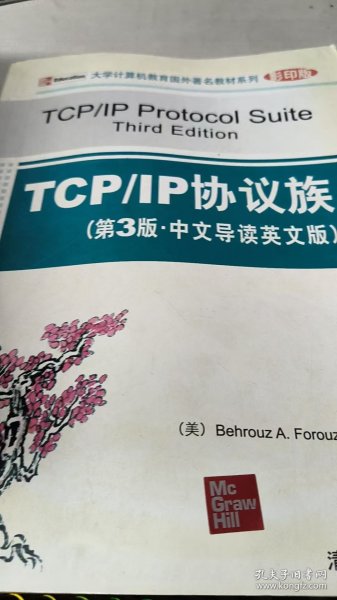 Education 大学计算机教育国外著名教材系列 影印版
TCP/IP Protocol Suite
Third Edition
TCP/IP协议族
(第3版·中文导读英文版)
(美) Behrouz A. Forouz
Mc
Graw
Hill
清
孔夫子旧书网